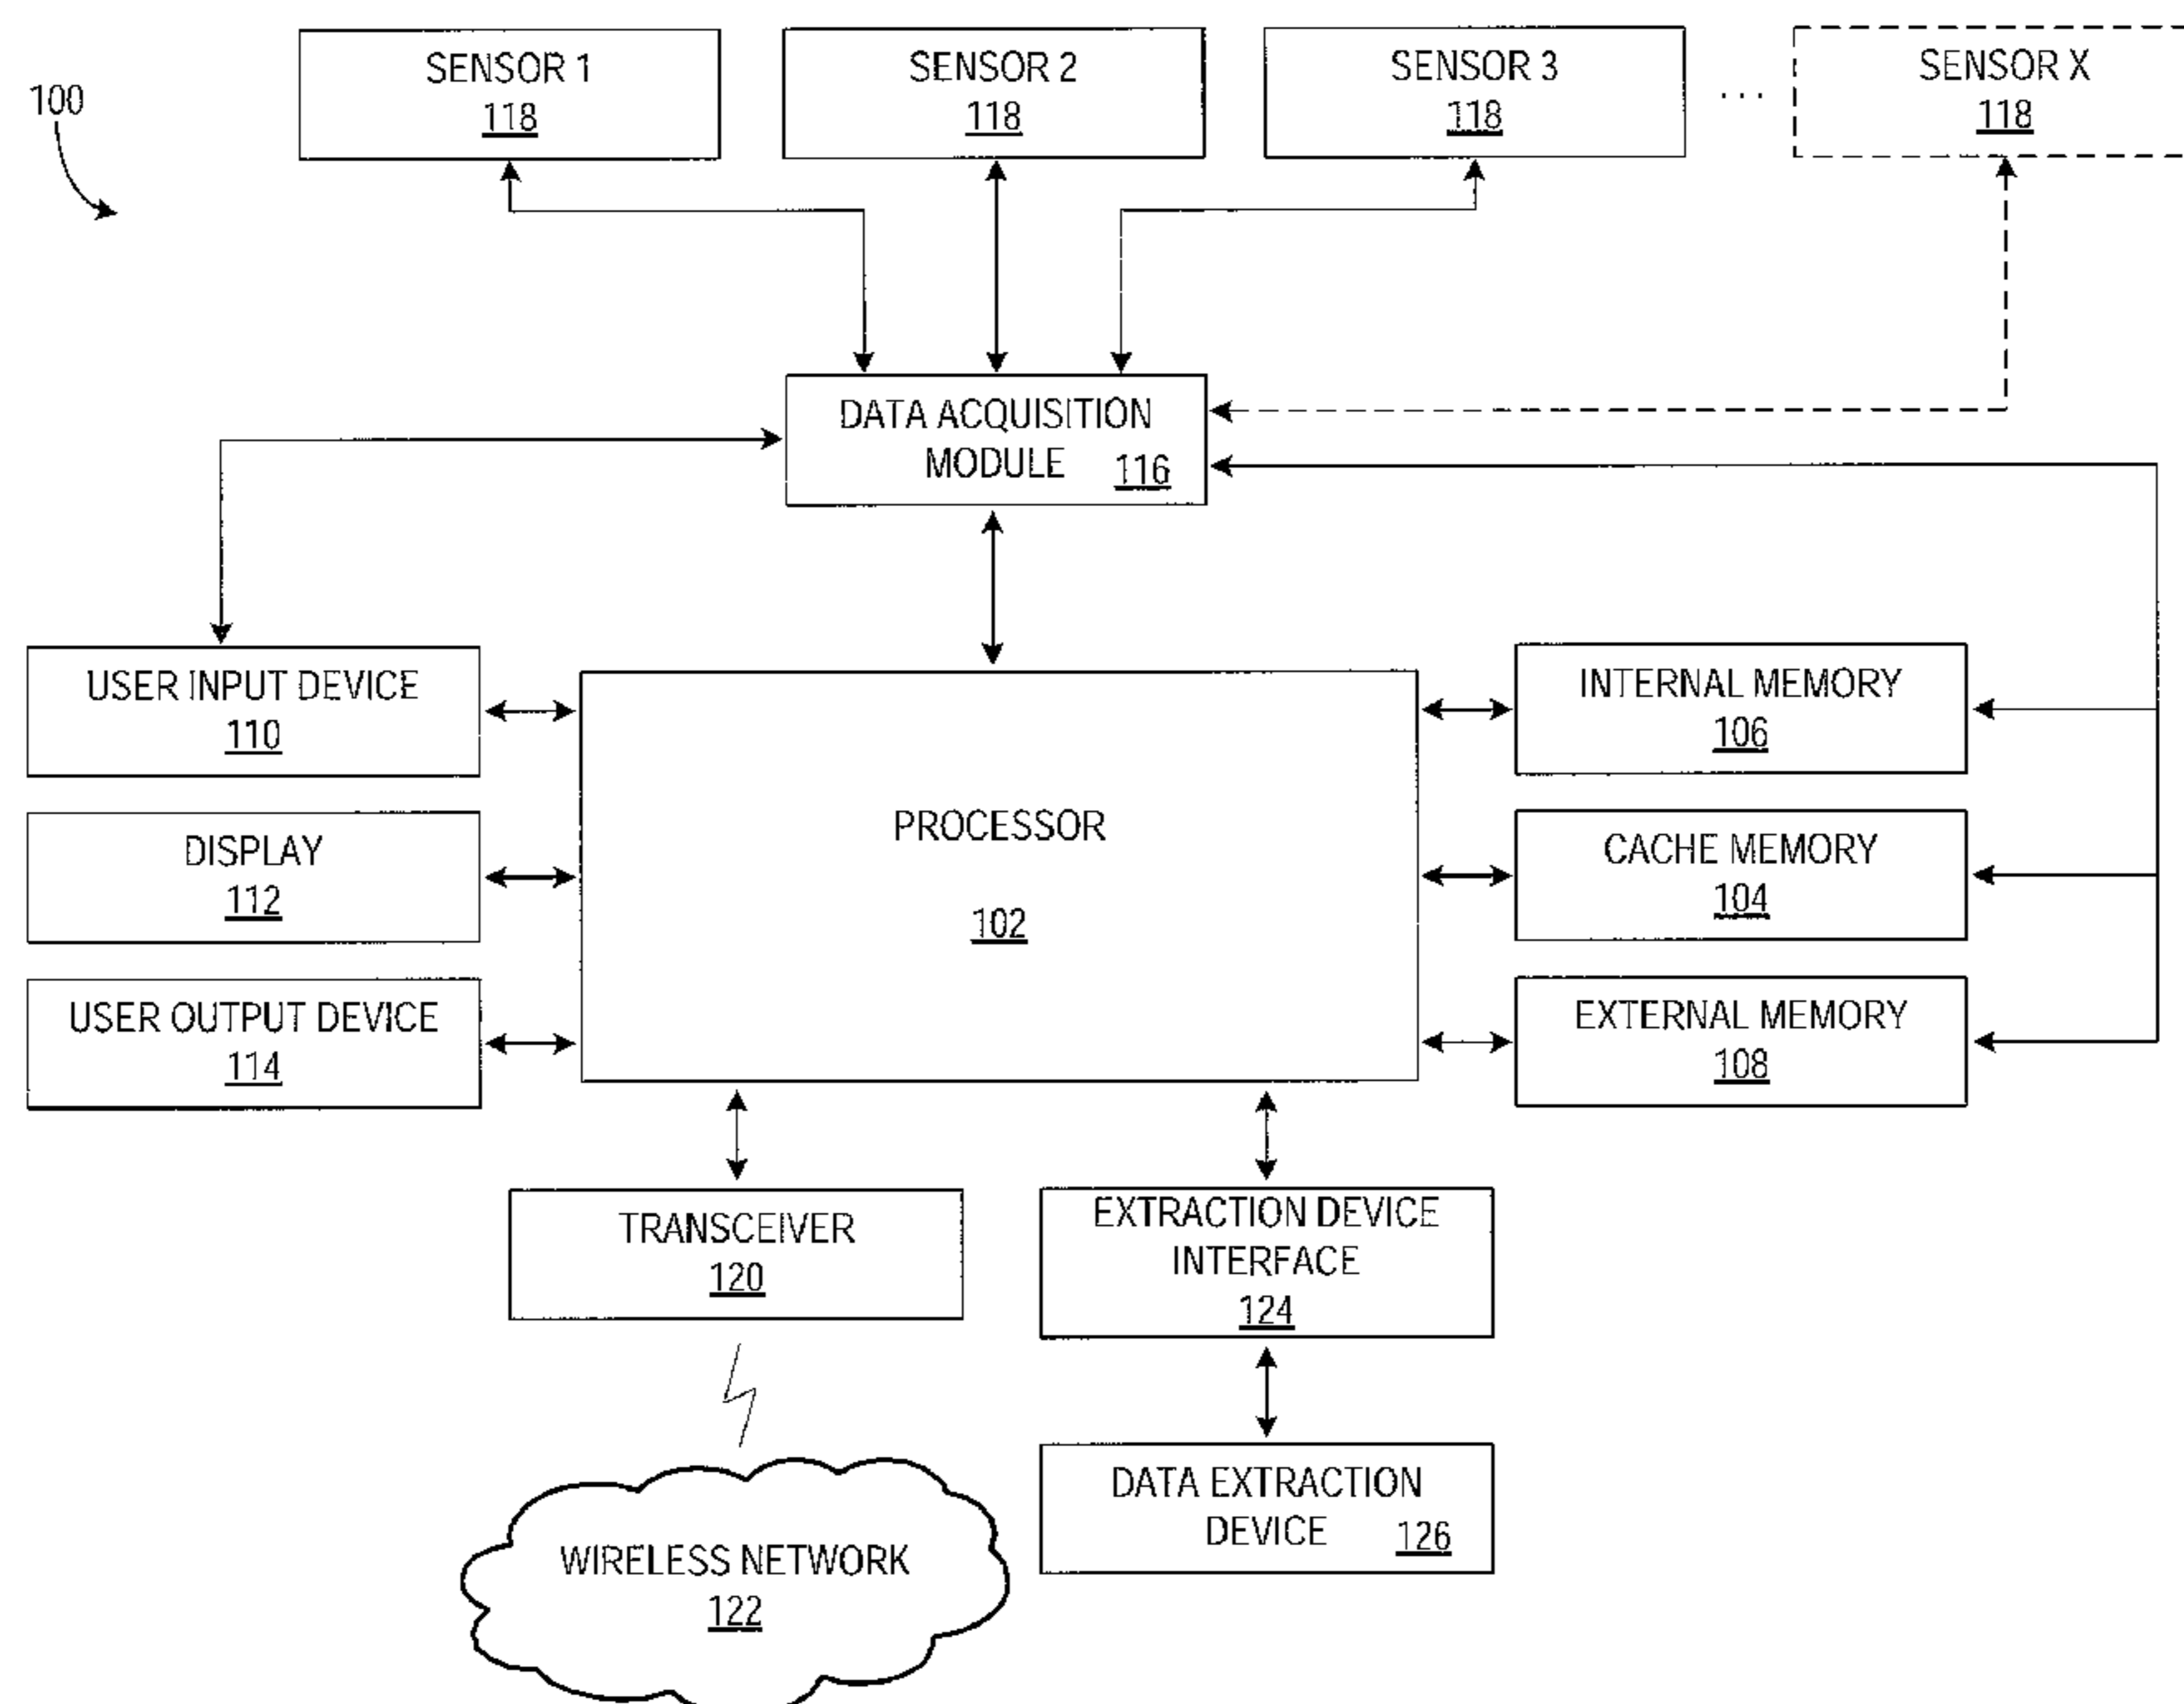 100
SENSOR 1
118
SENSOR 2
118
SENSOR 3
118
...
SENSOR X
118
DATA ACQUISITION
MODULE 116
USER INPUT DEVICE
110
DISPLAY
112
USER OUTPUT DEVICE
114
PROCESSOR
102
INTERNAL MEMORY
106
CACHE MEMORY
104
EXTERNAL MEMORY
108
TRANSCEIVER
120
EXTRACTION DEVICE
INTERFACE
124
WIRELESS NETWORK
122
DATA EXTRACTION
DEVICE 126